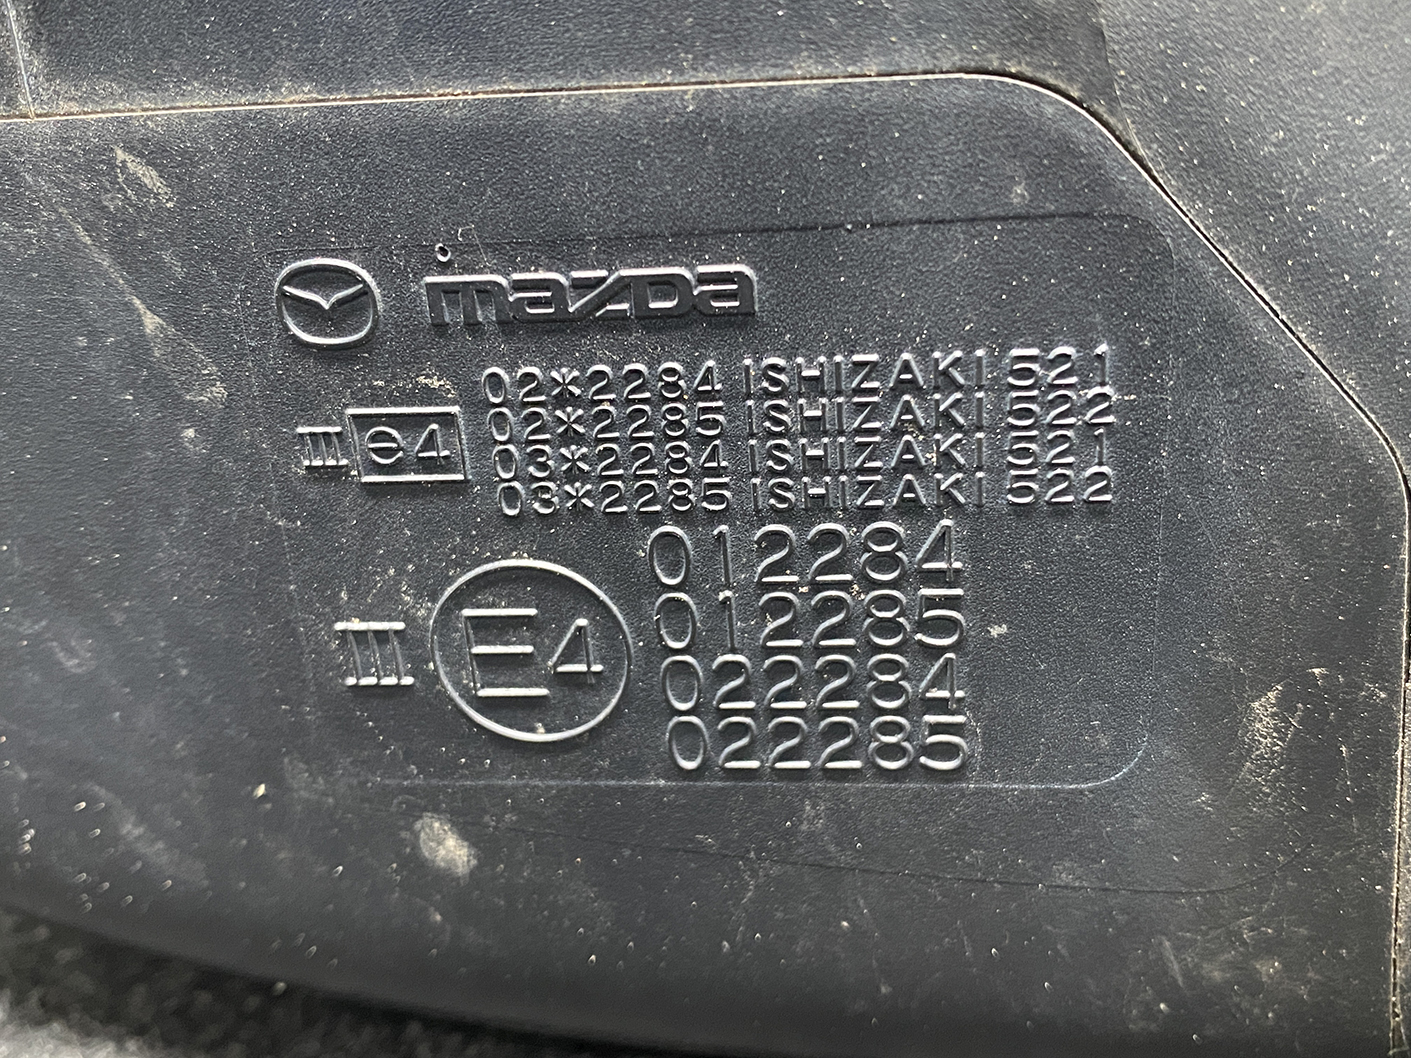 mazda
02*2284 ISHIZAKI 521
02*2285 ISHIZAKI 522
III e4 03*2284 ISHIZAKI 521
03*2285 ISHIZAKI 522
012284
012285
III E4 022284
022285